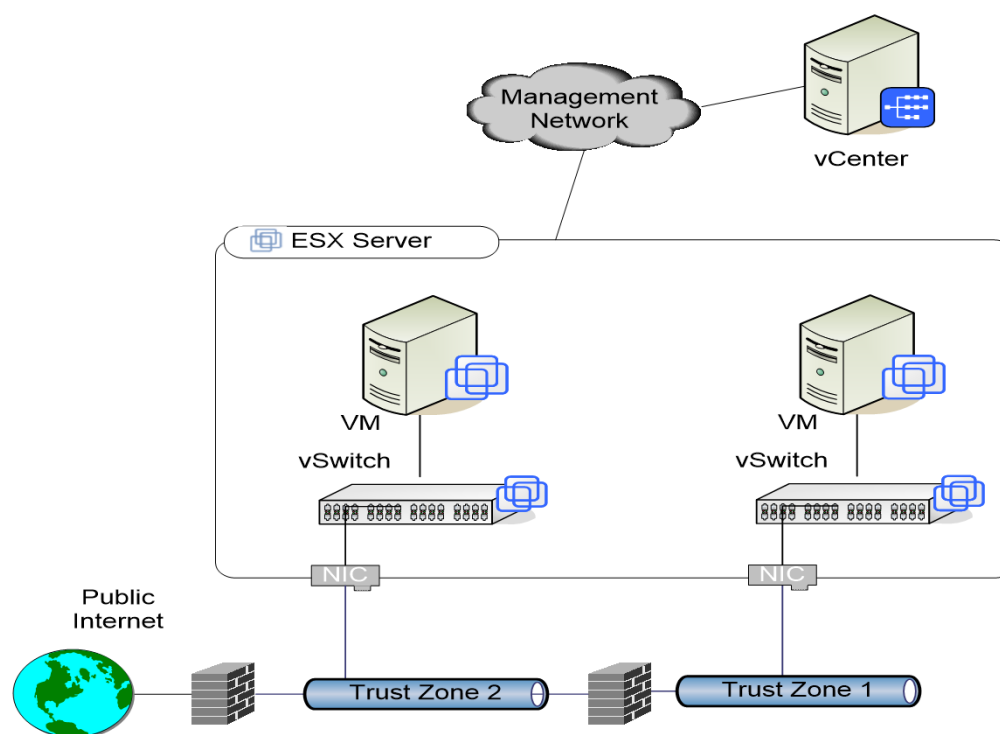 Management
Network
vCenter
ESX Server
VM
vSwitch
VM
vSwitch
NIC
NIC
Public
Internet
Trust Zone 2
Trust Zone 1